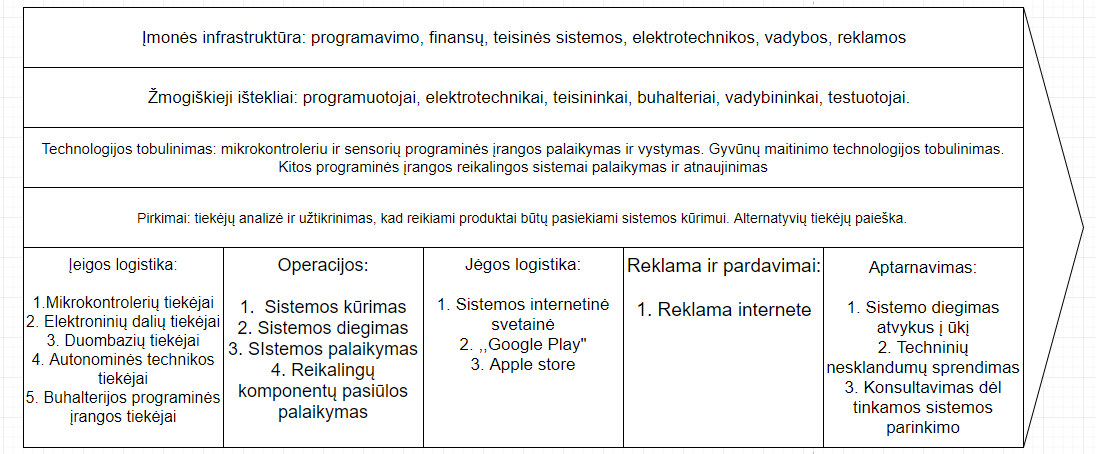 Įmonės infrastruktūra: programavimo, finansų, teisinės sistemos, elektrotechnikos, vadybos, reklamos
Žmogiškieji ištekliai: programuotojai, elektrotechnikai, teisininkai, buhalteriai, vadybininkai, testuotojai.
Technologijos tobulinimas: mikrokontroleriu ir sensorių programinės įrangos palaikymas ir vystymas. Gyvūnų maitinimo technologijos tobulinimas.
Kitos programinės įrangos reikalingos sistemai palaikymas ir atnaujinimas
Pirkimai: tiekėjų analizė ir užtikrinimas, kad reikiami produktai būtų pasiekiami sistemos kūrimui. Alternatyvių tiekėjų paieška.
Įeigos logistika:
1.Mikrokontrolerių tiekėjai
2. Elektroninių dalių tiekėjai
3. Duombazių tiekėjai
4. Autonominės technikos
tiekėjai
5. Buhalterijos programinės
įrangos tiekėjai
Operacijos:
1. Sistemos kūrimas
2. Sistemos diegimas
3. SIstemos palaikymas
4. Reikalingų
komponentų pasiūlos
palaikymas
Jėgos logistika:
1. Sistemos internetinė
svetainė
2. ,,Google Play"
3. Apple store
Reklama ir pardavimai:
1. Reklama internete
Aptarnavimas:
1. Sistemo diegimas
atvykus į ūkį
2. Techninių
nesklandumų sprendimas
3. Konsultavimas dėl
tinkamos sistemos
parinkimo